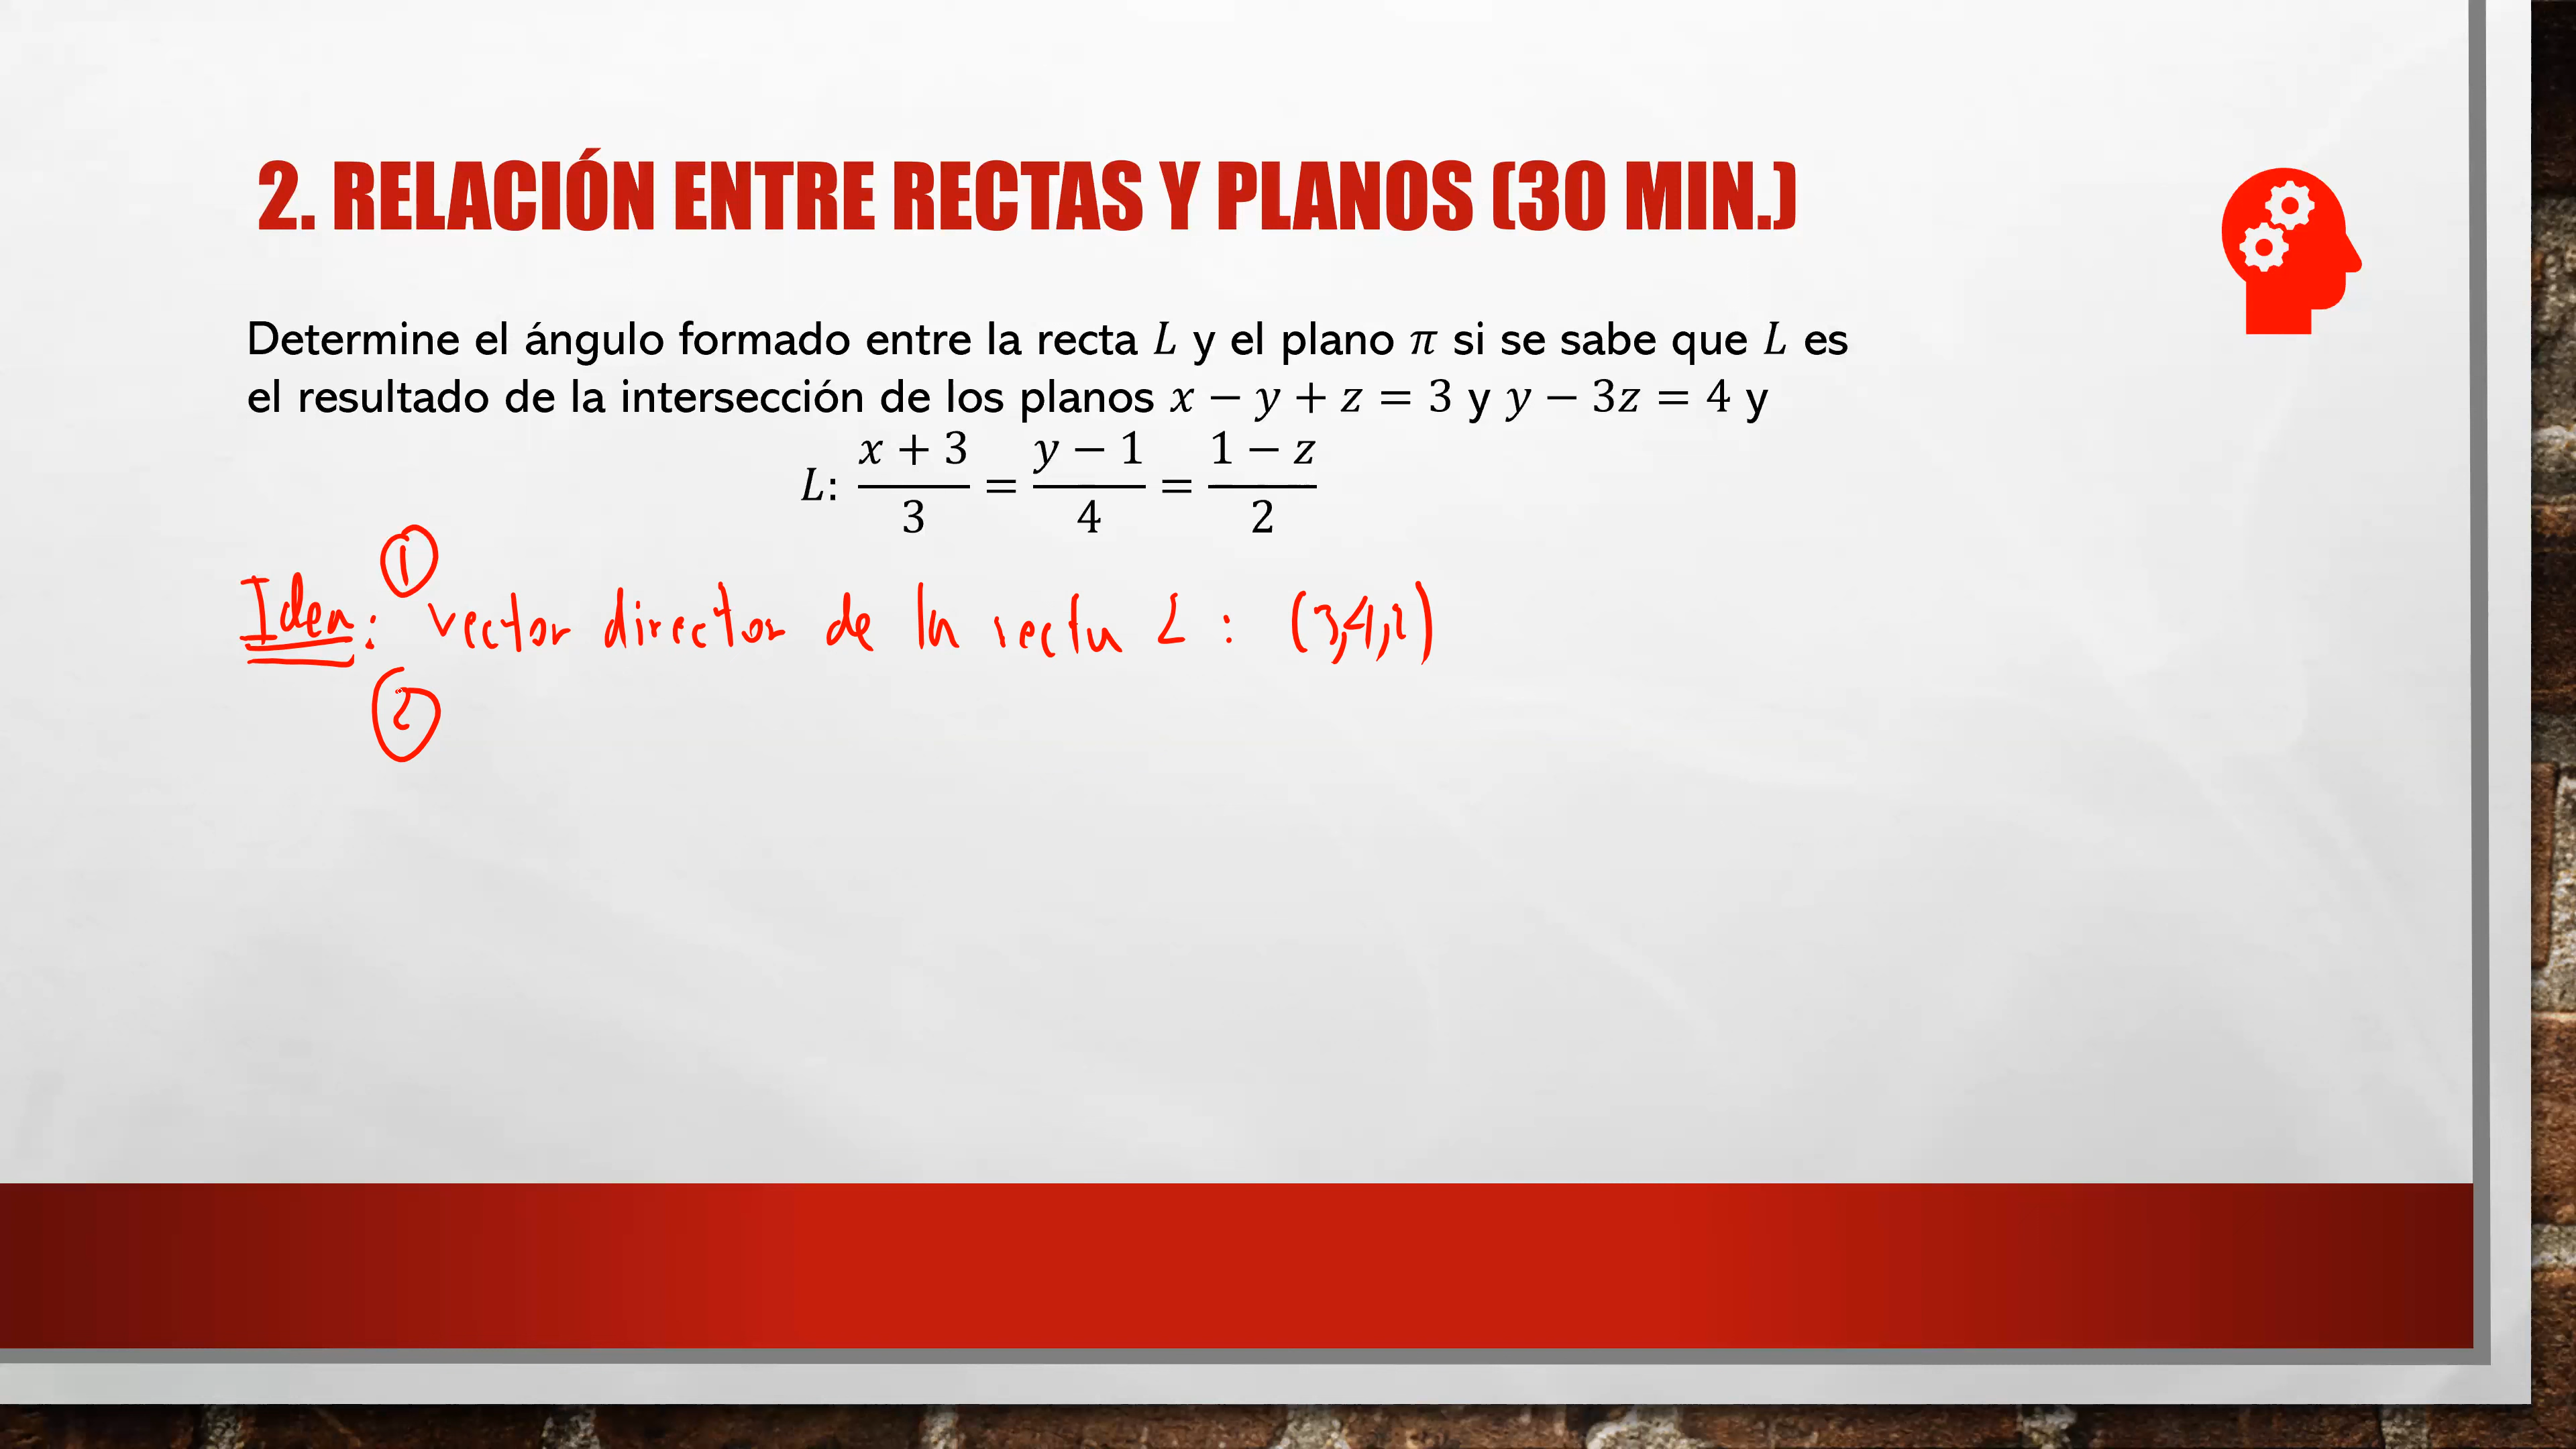 2. RELACIÓN ENTRE RECTAS Y PLANOS (30 MIN.)
Determine el ángulo formado entre la recta L y el plano π si se sabe que L es
el resultado de la intersección de los planos x − y + z = 3 y y − 3z = 4 y
L: (x + 3)/3 = (y − 1)/4 = (1 − z)/2
①
Idea: vector director de la recta L : (3,4,2)
②